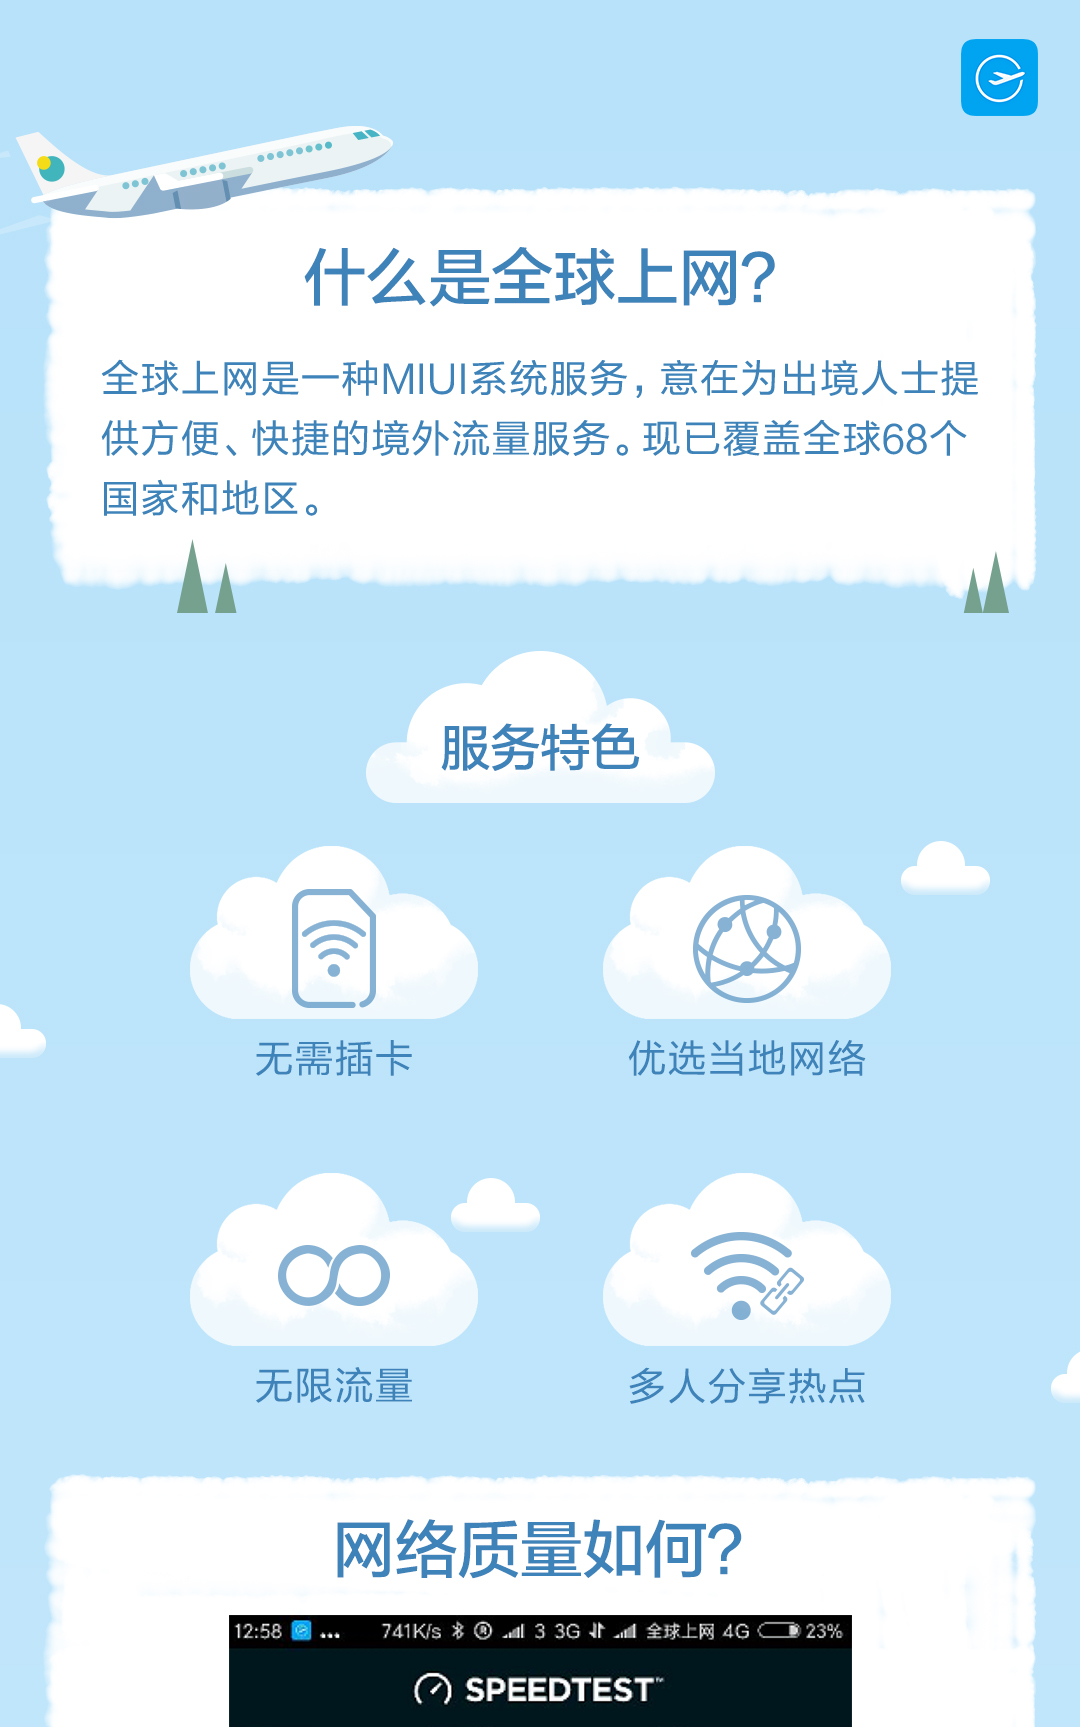 什么是全球上网?
全球上网是一种MIUI系统服务，意在为出境人士提
供方便、快捷的境外流量服务。现已覆盖全球68个
国家和地区。
服务特色
无需插卡
优选当地网络
无限流量
多人分享热点
网络质量如何?
12:58 ... 741K/s 3 3G 全球上网 4G 23%
SPEEDTEST™